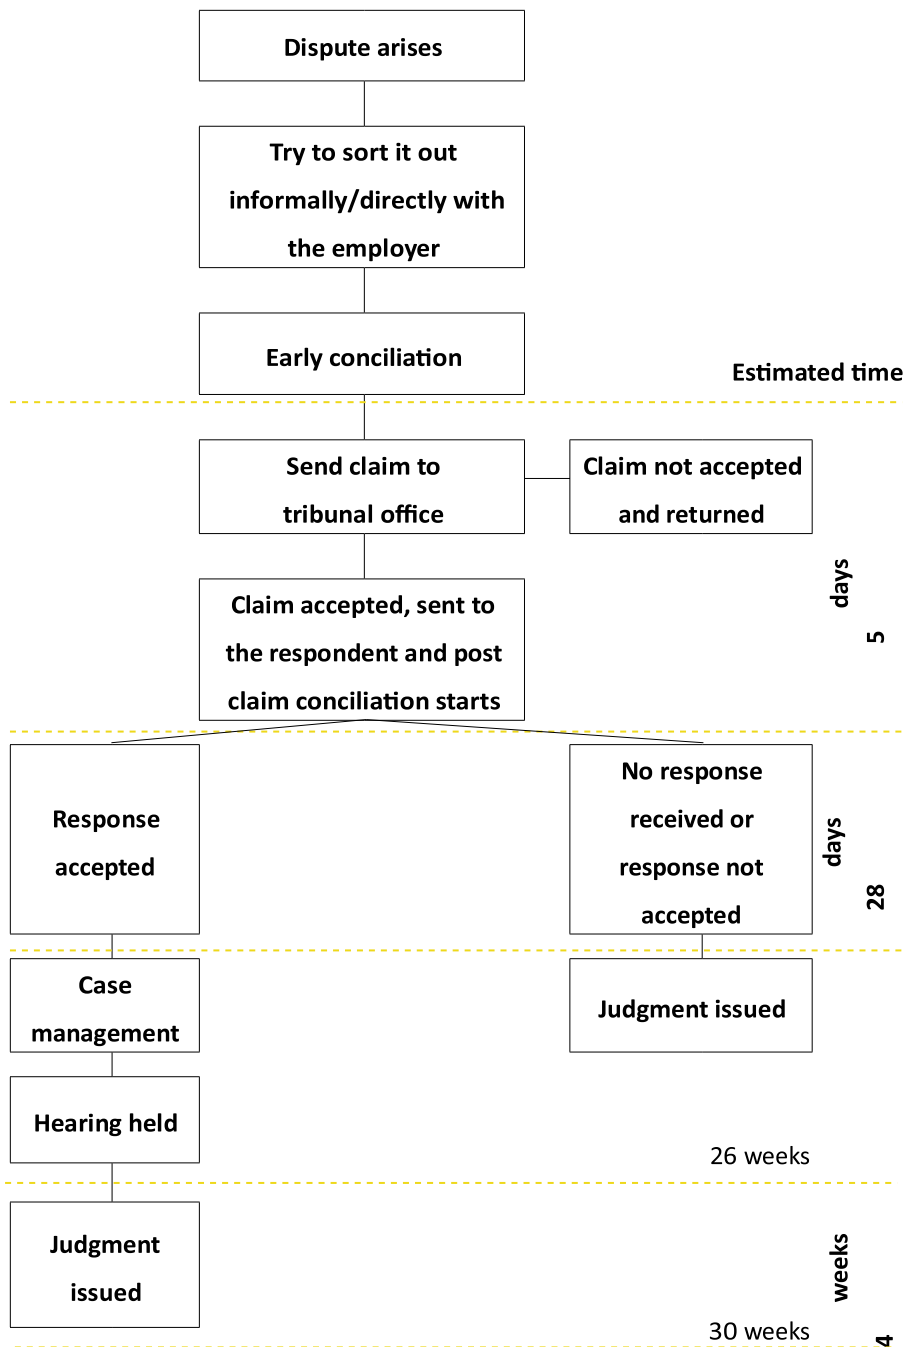 Dispute arises
Try to sort it out
informally/directly with
the employer
Early conciliation
Estimated time
Send claim to
tribunal office
Claim not accepted
and returned
days
5
Claim accepted, sent to
the respondent and post
claim conciliation starts
Response
accepted
No response
received or
response not
accepted
days
28
Case
management
Judgment issued
Hearing held
26 weeks
Judgment
issued
weeks
4
30 weeks